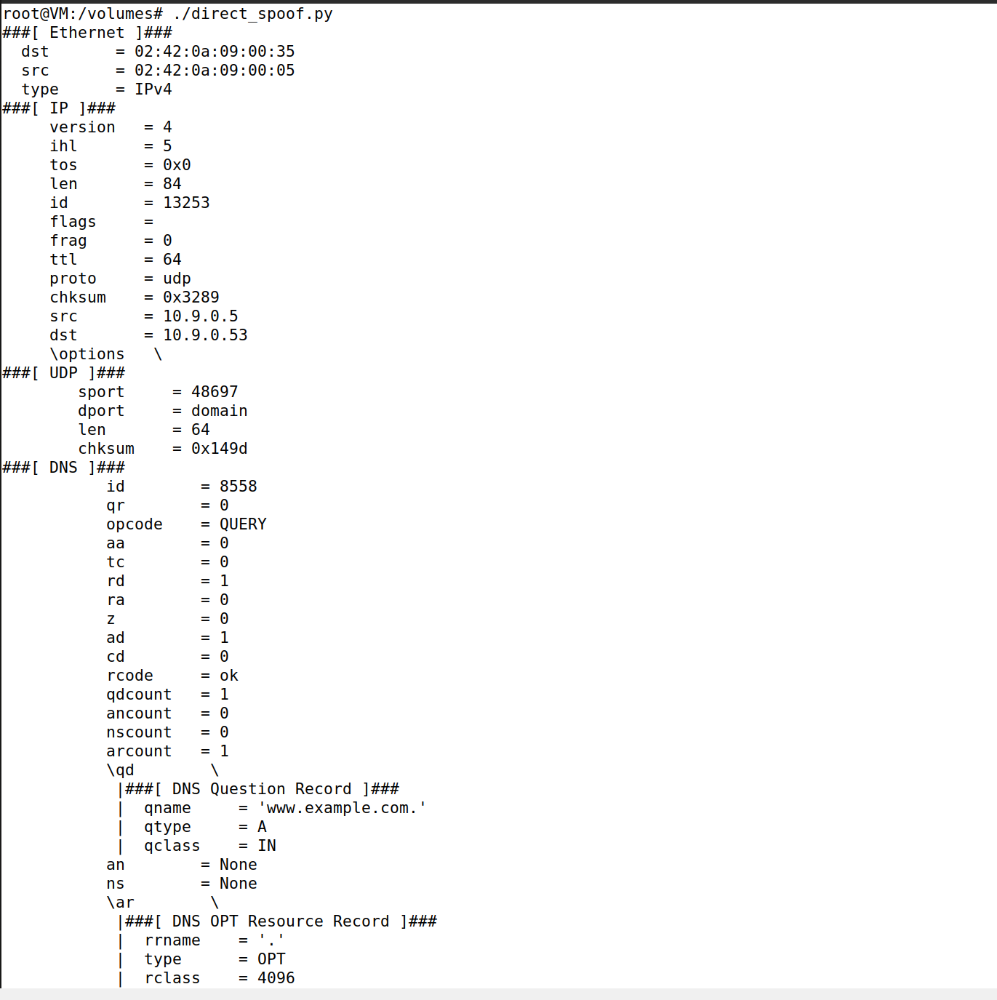 root@VM:/volumes# ./direct_spoof.py
###[ Ethernet ]###
  dst       = 02:42:0a:09:00:35
  src       = 02:42:0a:09:00:05
  type      = IPv4
###[ IP ]###
     version   = 4
     ihl       = 5
     tos       = 0x0
     len       = 84
     id        = 13253
     flags     =
     frag      = 0
     ttl       = 64
     proto     = udp
     chksum    = 0x3289
     src       = 10.9.0.5
     dst       = 10.9.0.53
     \options   \
###[ UDP ]###
        sport     = 48697
        dport     = domain
        len       = 64
        chksum    = 0x149d
###[ DNS ]###
           id        = 8558
           qr        = 0
           opcode    = QUERY
           aa        = 0
           tc        = 0
           rd        = 1
           ra        = 0
           z         = 0
           ad        = 1
           cd        = 0
           rcode     = ok
           qdcount   = 1
           ancount   = 0
           nscount   = 0
           arcount   = 1
           \qd        \
            |###[ DNS Question Record ]###
            |  qname     = 'www.example.com.'
            |  qtype     = A
            |  qclass    = IN
           an        = None
           ns        = None
           \ar        \
            |###[ DNS OPT Resource Record ]###
            |  rrname    = '.'
            |  type      = OPT
            |  rclass    = 4096